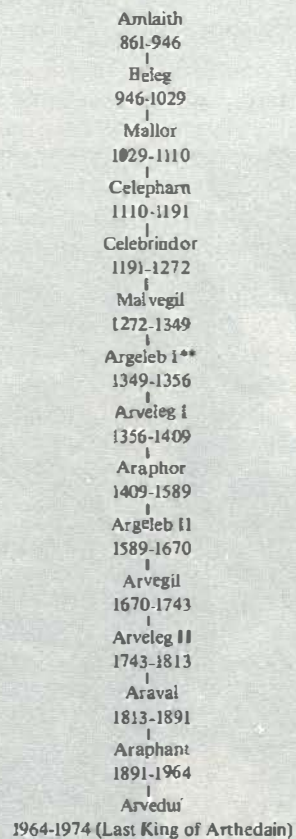 Amlaith
861-946
Beleg
946-1029
Mallor
1029-1110
Celepharn
1110-1191
Celebrindor
1191-1272
Malvegil
1272-1349
Argeleb I**
1349-1356
Arveleg I
1356-1409
Araphor
1409-1589
Argeleb II
1589-1670
Arvegil
1670-1743
Arveleg II
1743-1813
Araval
1813-1891
Araphant
1891-1964
Arvedui
1964-1974 (Last King of Arthedain)